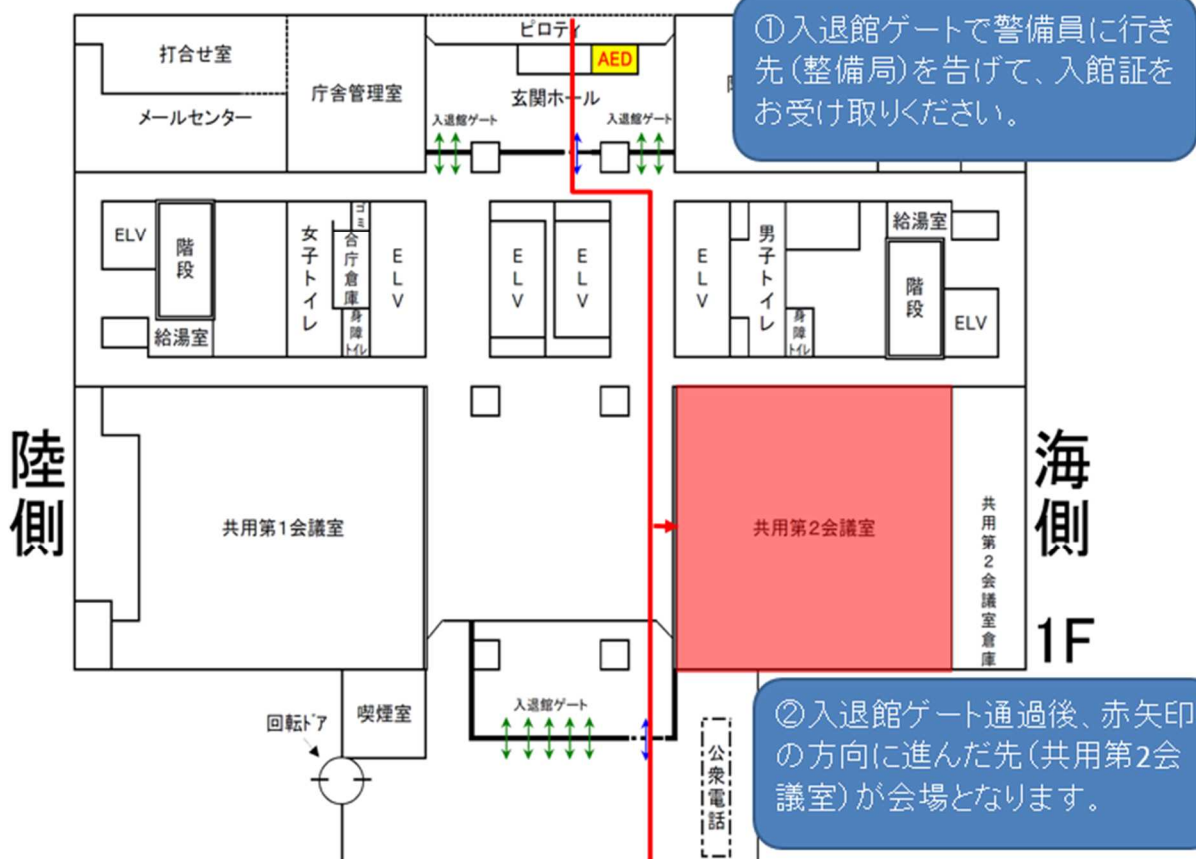 ①入退館ゲートで警備員に行き
先(整備局)を告げて、入館証を
お受け取りください。
ピロティ
AED
打合せ室
庁舎管理室
玄関ホール
メールセンター
入退館ゲート
入退館ゲート
ELV
階段
給湯室
女子トイレ
ゴミ
合庁倉庫
身障
トイレ
ELV
ELV
ELV
ELV
男子トイレ
身障
トイレ
給湯室
階段
ELV
陸側
共用第1会議室
共用第2会議室
共用第2会議室倉庫
海側
1F
入退館ゲート
喫煙室
回転ドア
公衆電話
②入退館ゲート通過後、赤矢印
の方向に進んだ先(共用第2会
議室)が会場となります。